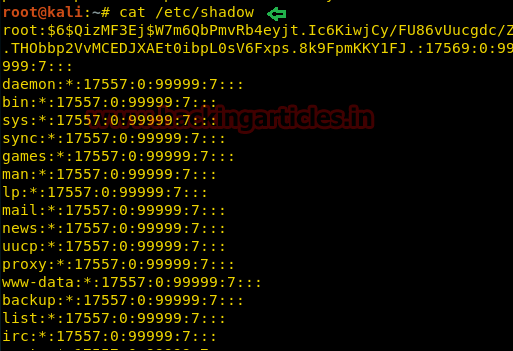 root@kali:~# cat /etc/shadow
root:$6$QizMF3Ej$W7m6QbPmvRb4eyjt.Ic6KiwjCy/FU86vUucgdc/Z
.THObbp2VvMCEDJXAEt0ibpL0sV6Fxps.8k9FpmKKY1FJ.:17569:0:99
999:7:::
daemon:*:17557:0:99999:7:::
bin:*:17557:0:99999:7:::
sys:*:17557:0:99999:7:::
sync:*:17557:0:99999:7:::
games:*:17557:0:99999:7:::
man:*:17557:0:99999:7:::
lp:*:17557:0:99999:7:::
mail:*:17557:0:99999:7:::
news:*:17557:0:99999:7:::
uucp:*:17557:0:99999:7:::
proxy:*:17557:0:99999:7:::
www-data:*:17557:0:99999:7:::
backup:*:17557:0:99999:7:::
list:*:17557:0:99999:7:::
irc:*:17557:0:99999:7:::